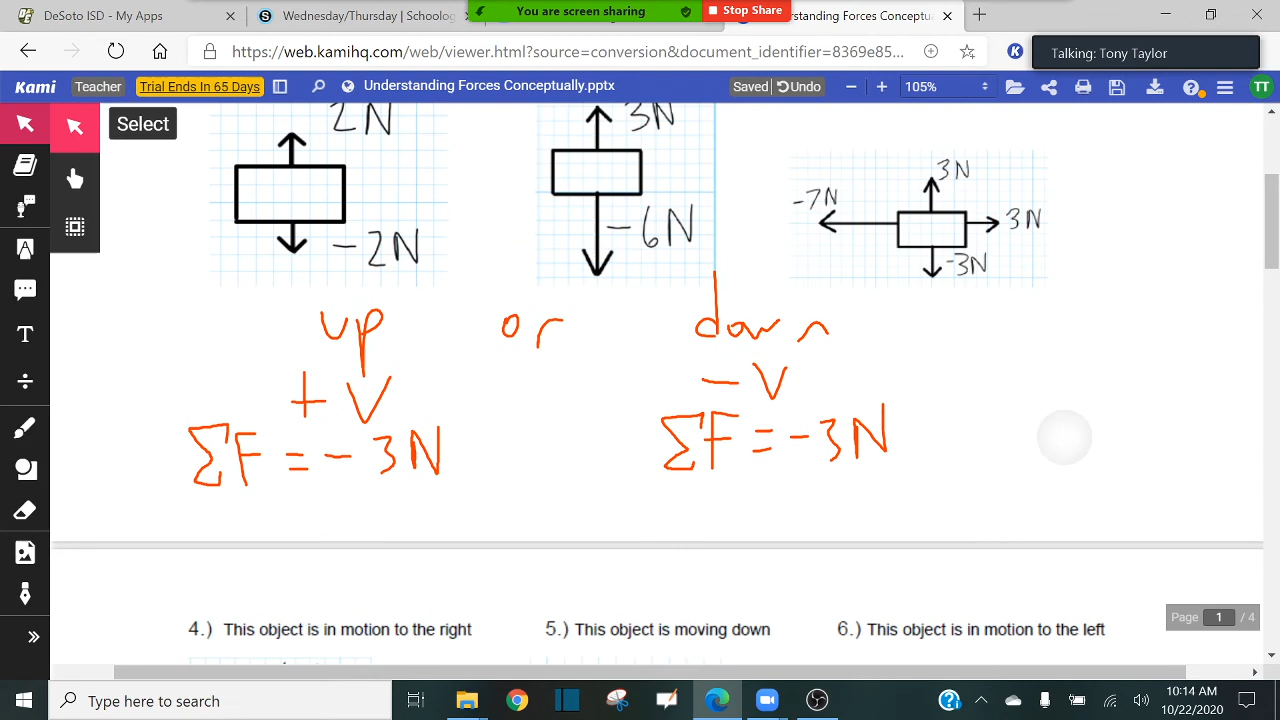 SchoolsPLP - My Apps
Wednesday/Thursday | Schoolog
You are screen sharing
Stop Share
Understanding Forces Conceptu
https://web.kamihq.com/web/viewer.html?source=conversion&document_identifier=8369e85...
Talking: Tony Taylor
Kami Teacher Trial Ends In 65 Days Understanding Forces Conceptually.pptx Saved Undo 105% TT
Select
2N
3N
3N
-7N
3N
-2N
-6N
-3N
up or down
+ V
- V
ΣF = -3N
ΣF = -3N
4.) This object is in motion to the right
5.) This object is moving down
6.) This object is in motion to the left
Page 1 / 4
Type here to search
10:14 AM
10/22/2020